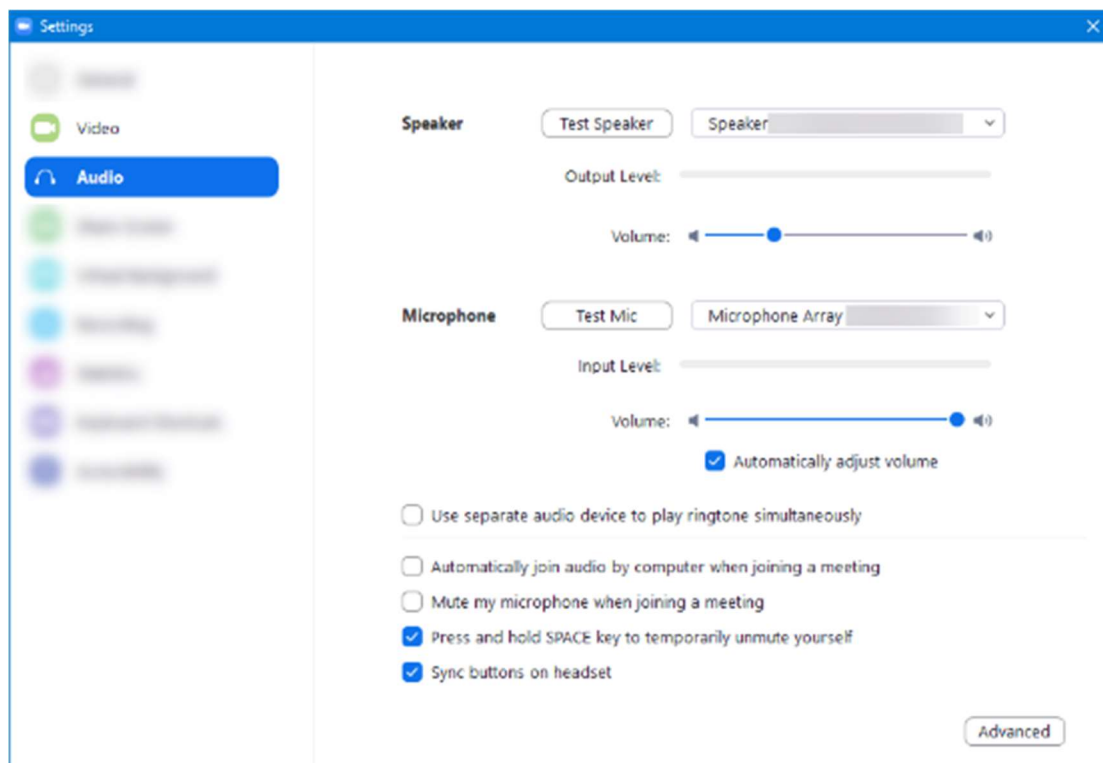 Settings
Video
Audio
Speaker Test Speaker Speaker
Output Level:
Volume:
Microphone Test Mic Microphone Array
Input Level:
Volume:
Automatically adjust volume
Use separate audio device to play ringtone simultaneously
Automatically join audio by computer when joining a meeting
Mute my microphone when joining a meeting
Press and hold SPACE key to temporarily unmute yourself
Sync buttons on headset
Advanced